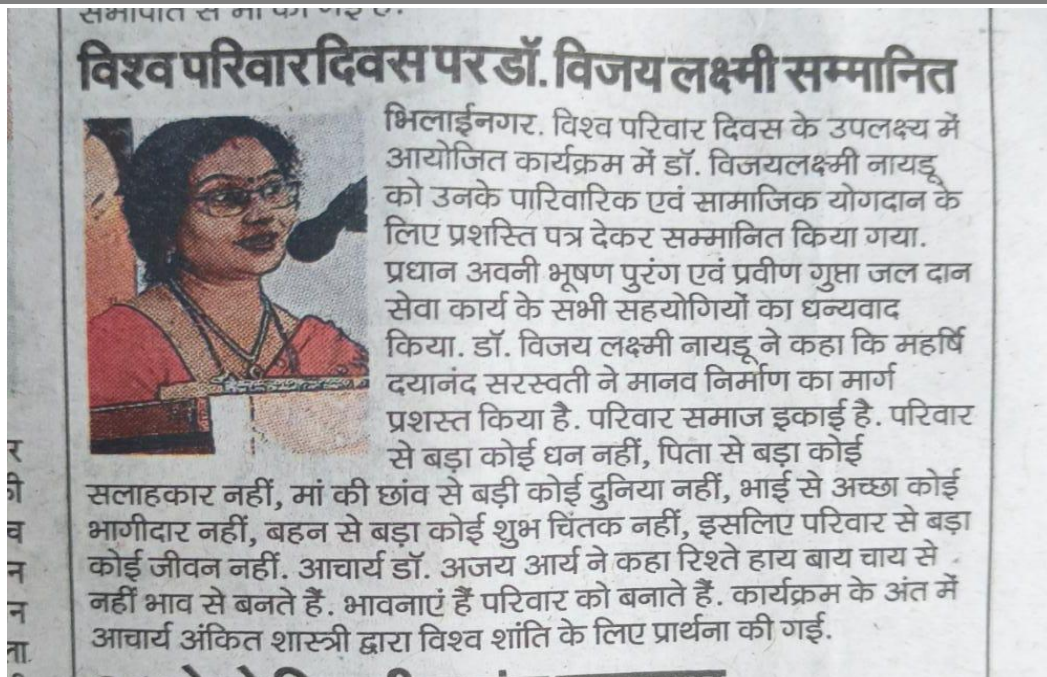 विश्व परिवार दिवस पर डॉ. विजय लक्ष्मी सम्मानित
भिलाईनगर. विश्व परिवार दिवस के उपलक्ष्य में
आयोजित कार्यक्रम में डॉ. विजयलक्ष्मी नायडू
को उनके पारिवारिक एवं सामाजिक योगदान के
लिए प्रशस्ति पत्र देकर सम्मानित किया गया.
प्रधान अवनी भूषण पुरंग एवं प्रवीण गुप्ता जल दान
सेवा कार्य के सभी सहयोगियों का धन्यवाद
किया. डॉ. विजय लक्ष्मी नायडू ने कहा कि महर्षि
दयानंद सरस्वती ने मानव निर्माण का मार्ग
प्रशस्त किया है. परिवार समाज इकाई है. परिवार
से बड़ा कोई धन नहीं, पिता से बड़ा कोई
सलाहकार नहीं, मां की छांव से बड़ी कोई दुनिया नहीं, भाई से अच्छा कोई
भागीदार नहीं, बहन से बड़ा कोई शुभ चिंतक नहीं, इसलिए परिवार से बड़ा
कोई जीवन नहीं. आचार्य डॉ. अजय आर्य ने कहा रिश्ते हाय बाय चाय से
नहीं भाव से बनते हैं. भावनाएं हैं परिवार को बनाते हैं. कार्यक्रम के अंत में
आचार्य अंकित शास्त्री द्वारा विश्व शांति के लिए प्रार्थना की गई.